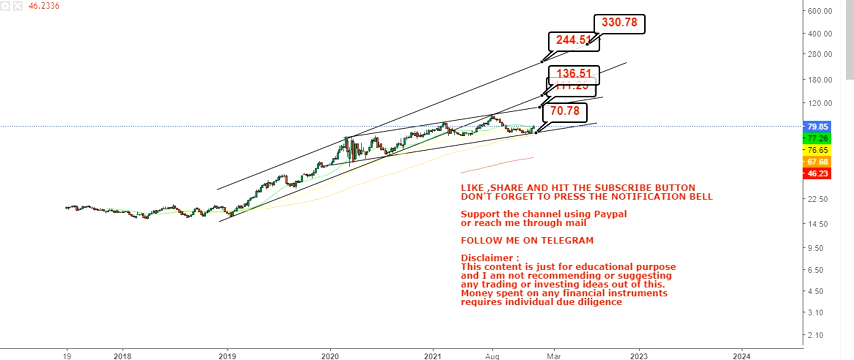 46.2336
330.78
244.51
136.51
111.25
70.78
600.00
400.00
280.00
180.00
120.00
79.85
77.26
76.65
67.68
46.23
22.50
14.50
9.50
6.50
4.50
3.10
2.10
LIKE ,SHARE AND HIT THE SUBSCRIBE BUTTON
DON'T FORGET TO PRESS THE NOTIFICATION BELL
Support the channel using Paypal
or reach me through mail
FOLLOW ME ON TELEGRAM
Disclaimer :
This content is just for educational purpose
and I am not recommending or suggesting
any trading or investing ideas out of this.
Money spent on any financial instruments
requires individual due diligence
19 2018 2019 2020 2021 Aug Mar 2023 2024